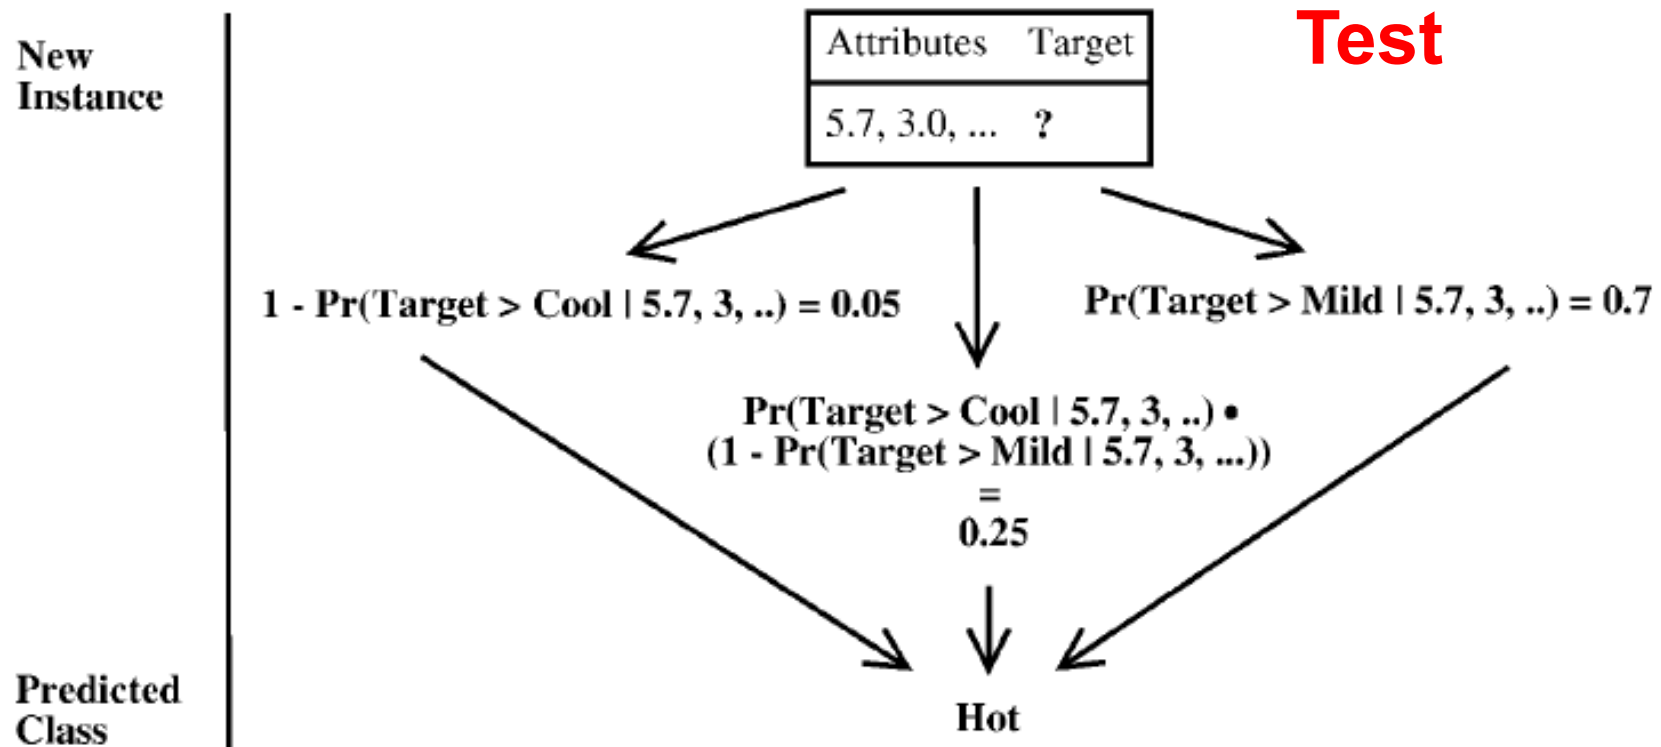 New
Instance
Attributes Target
5.7, 3.0, ... ?
Test
1 - Pr(Target > Cool | 5.7, 3, ..) = 0.05
Pr(Target > Mild | 5.7, 3, ..) = 0.7
Pr(Target > Cool | 5.7, 3, ..) •
(1 - Pr(Target > Mild | 5.7, 3, ...))
=
0.25
Predicted
Class
Hot